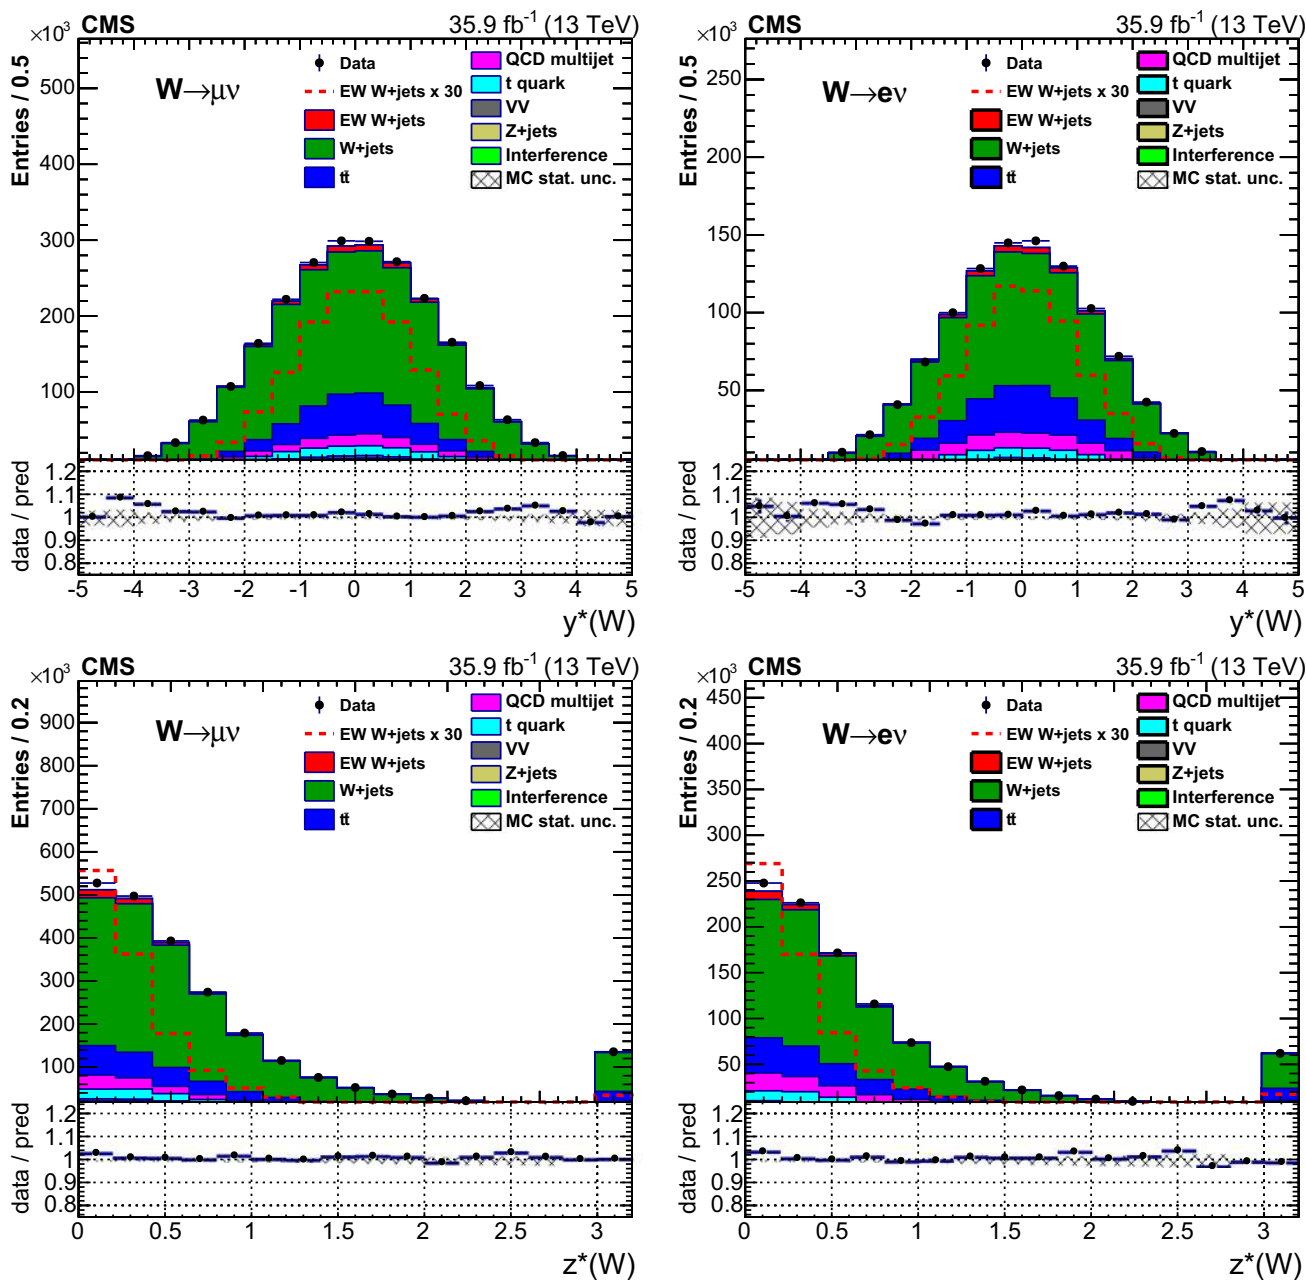 CMS 35.9 fb⁻¹ (13 TeV)
×10³
Entries / 0.5
W→μν
Data
EW W+jets x 30
EW W+jets
W+jets
tt̄
QCD multijet
t quark
VV
Z+jets
Interference
MC stat. unc.
500
400
300
200
100
data / pred
1.2
1.1
1
0.9
0.8
-5 -4 -3 -2 -1 0 1 2 3 4 5
y*(W)
CMS 35.9 fb⁻¹ (13 TeV)
×10³
Entries / 0.5
W→eν
Data
EW W+jets x 30
EW W+jets
W+jets
tt̄
QCD multijet
t quark
VV
Z+jets
Interference
MC stat. unc.
250
200
150
100
50
data / pred
1.2
1.1
1
0.9
0.8
-5 -4 -3 -2 -1 0 1 2 3 4 5
y*(W)
CMS 35.9 fb⁻¹ (13 TeV)
×10³
Entries / 0.2
W→μν
Data
EW W+jets x 30
EW W+jets
W+jets
tt̄
QCD multijet
t quark
VV
Z+jets
Interference
MC stat. unc.
900
800
700
600
500
400
300
200
100
data / pred
1.2
1.1
1
0.9
0.8
0 0.5 1 1.5 2 2.5 3
z*(W)
CMS 35.9 fb⁻¹ (13 TeV)
×10³
Entries / 0.2
W→eν
Data
EW W+jets x 30
EW W+jets
W+jets
tt̄
QCD multijet
t quark
VV
Z+jets
Interference
MC stat. unc.
450
400
350
300
250
200
150
100
50
data / pred
1.2
1.1
1
0.9
0.8
0 0.5 1 1.5 2 2.5 3
z*(W)